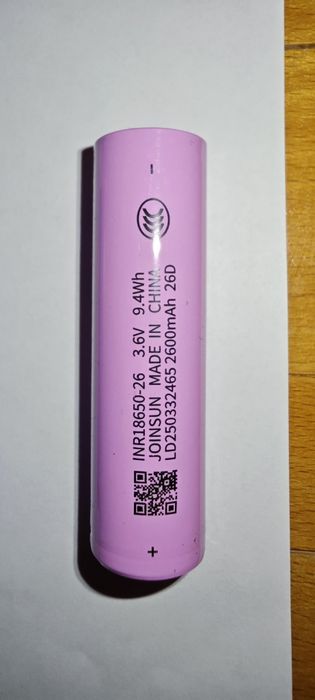 -
INR18650-26 3.6V 9.4Wh
JOINSUN MADE IN CHINA
LD250332465 2600mAh 26D
+